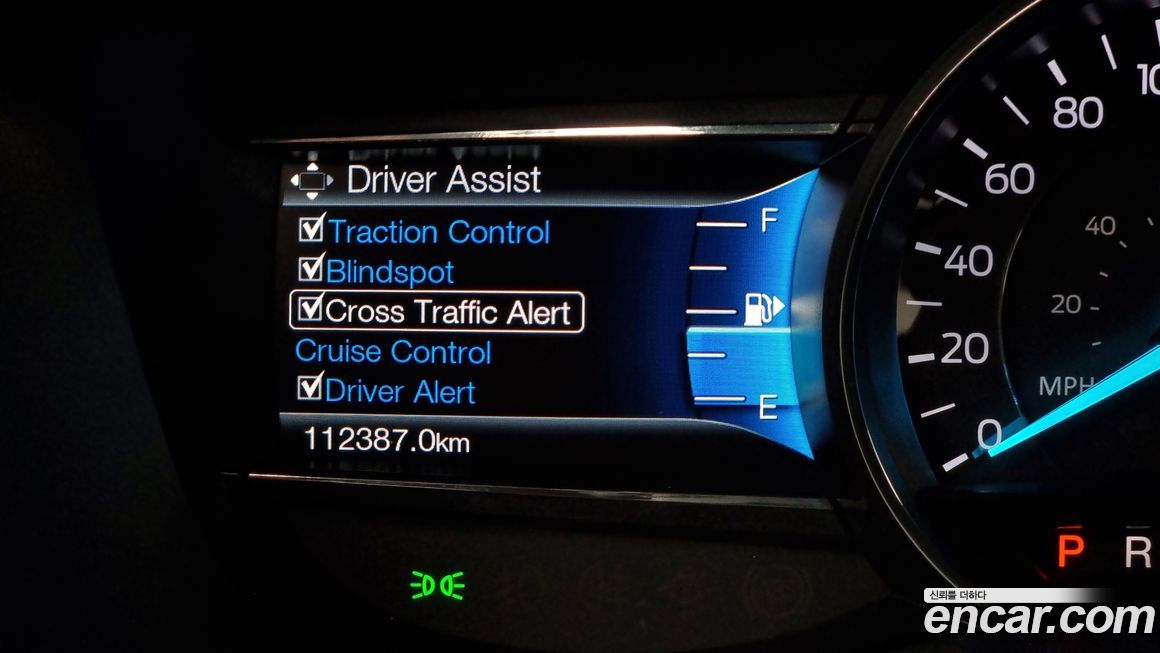 Driver Assist
Traction Control
Blindspot
Cross Traffic Alert
Cruise Control
Driver Alert
112387.0km
F
E
0
20
40
60
80
20
40
MPH
P R
신뢰를 더하다
encar.com